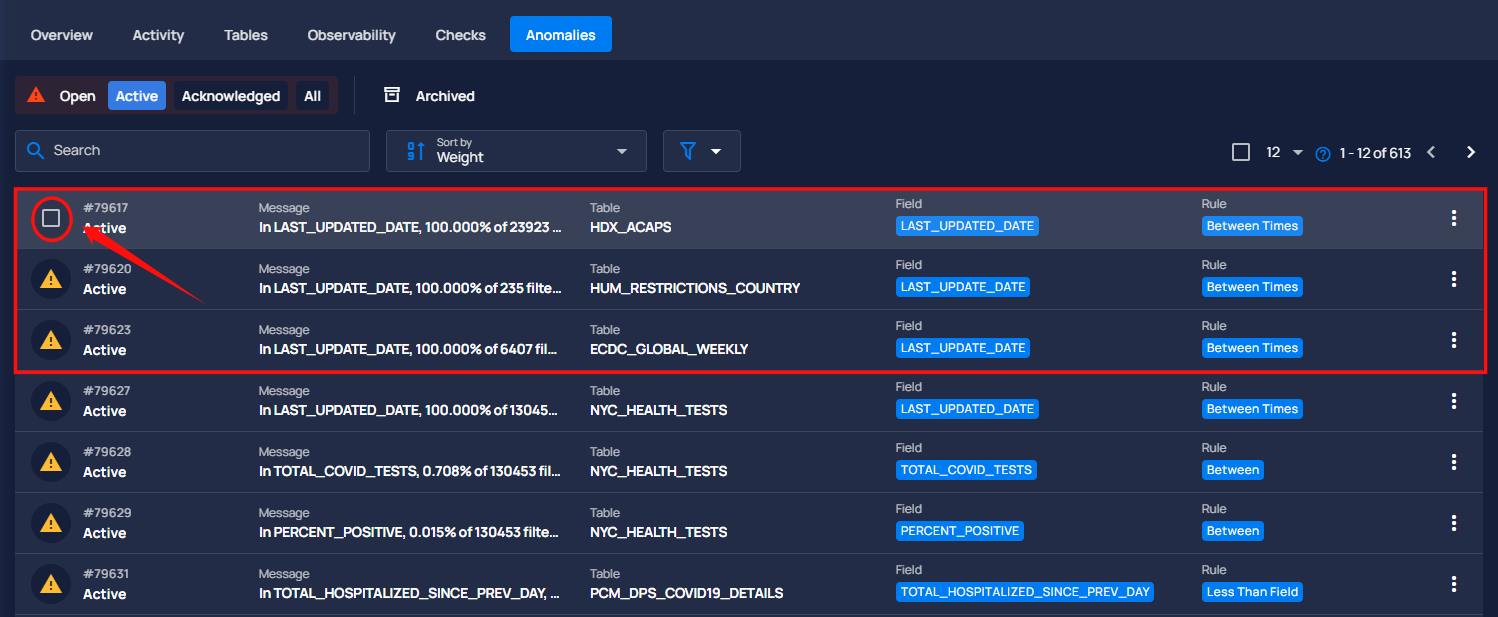 Overview Activity Tables Observability Checks Anomalies
Open Active Acknowledged All Archived
Search Sort by Weight 12 1 - 12 of 613
#79617 Message Table Field Rule
Active In LAST_UPDATED_DATE, 100.000% of 23923 ... HDX_ACAPS LAST_UPDATED_DATE Between Times
#79620 Message Table Field Rule
Active In LAST_UPDATE_DATE, 100.000% of 235 filte... HUM_RESTRICTIONS_COUNTRY LAST_UPDATE_DATE Between Times
#79623 Message Table Field Rule
Active In LAST_UPDATE_DATE, 100.000% of 6407 fil... ECDC_GLOBAL_WEEKLY LAST_UPDATE_DATE Between Times
#79627 Message Table Field Rule
Active In LAST_UPDATED_DATE, 100.000% of 13045... NYC_HEALTH_TESTS LAST_UPDATED_DATE Between Times
#79628 Message Table Field Rule
Active In TOTAL_COVID_TESTS, 0.708% of 130453 fil... NYC_HEALTH_TESTS TOTAL_COVID_TESTS Between
#79629 Message Table Field Rule
Active In PERCENT_POSITIVE, 0.015% of 130453 filte... NYC_HEALTH_TESTS PERCENT_POSITIVE Between
#79631 Message Table Field Rule
Active In TOTAL_HOSPITALIZED_SINCE_PREV_DAY, ... PCM_DPS_COVID19_DETAILS TOTAL_HOSPITALIZED_SINCE_PREV_DAY Less Than Field